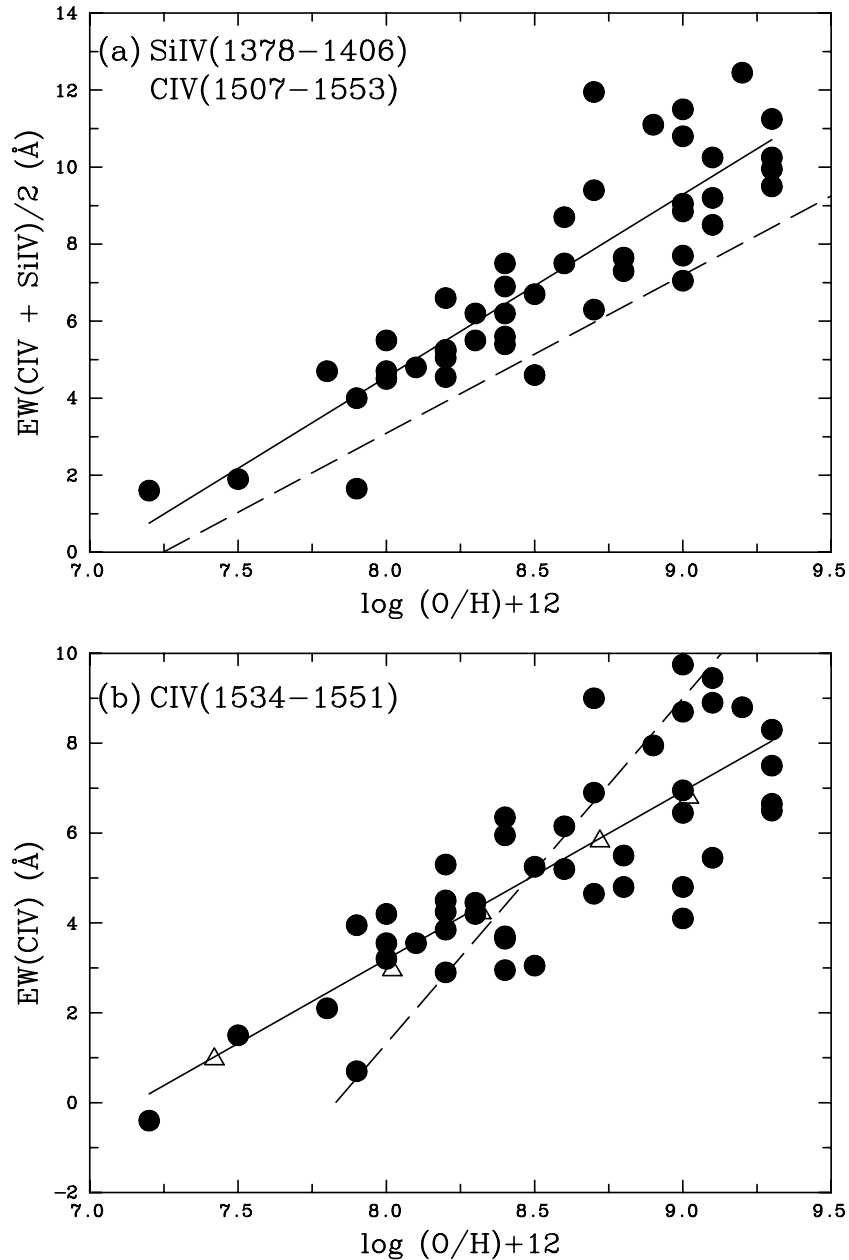 14
(a) SiIV(1378−1406)
CIV(1507−1553)
12
10
8
6
4
2
0
EW(CIV + SiIV)/2 (Å)
7.0 7.5 8.0 8.5 9.0 9.5
log (O/H)+12
10
(b) CIV(1534−1551)
8
6
4
2
0
−2
EW(CIV) (Å)
7.0 7.5 8.0 8.5 9.0 9.5
log (O/H)+12